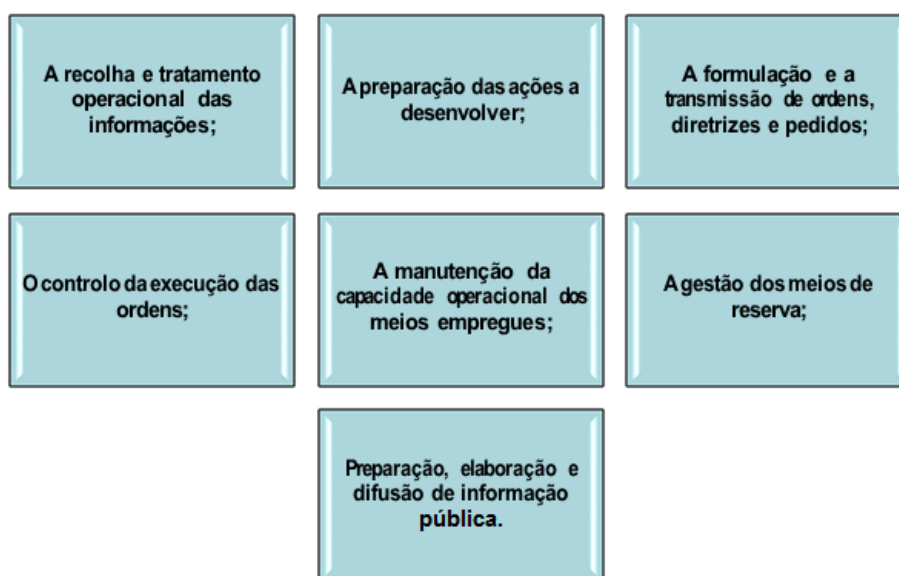 A recolha e tratamento
operacional das
informações;
A preparação das ações a
desenvolver;
A formulação e a
transmissão de ordens,
diretrizes e pedidos;
O controlo da execução das
ordens;
A manutenção da
capacidade operacional dos
meios empregues;
A gestão dos meios de
reserva;
Preparação, elaboração e
difusão de informação
pública.